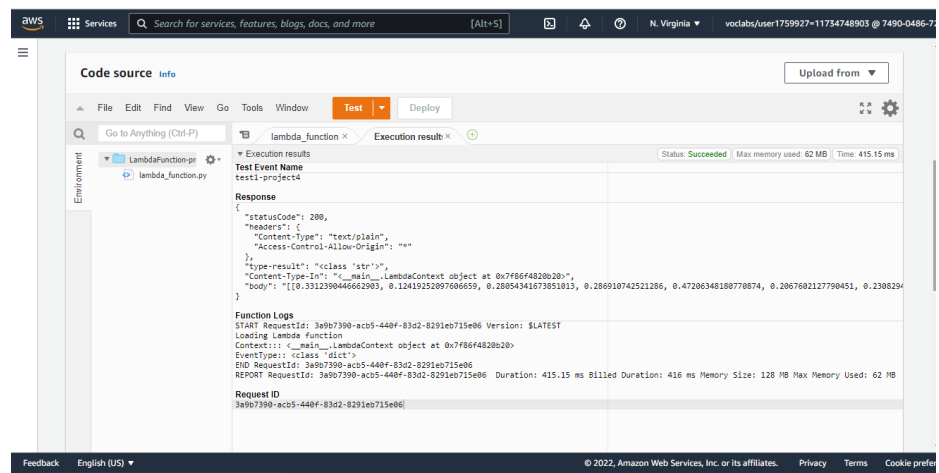 aws Services Search for services, features, blogs, docs, and more [Alt+S] N. Virginia ▼ voclabs/user1759927=11734748903 @ 7490-0486-72
Code source Info Upload from ▼
File Edit Find View Go Tools Window Test Deploy
Go to Anything (Ctrl-P) lambda_function × Execution result ×
Environment
LambdaFunction-pr
lambda_function.py
▼ Execution results Status: Succeeded Max memory used: 62 MB Time: 415.15 ms
Test Event Name
test1-project4
Response
{
"statusCode": 200,
"headers": {
"Content-Type": "text/plain",
"Access-Control-Allow-Origin": "*"
},
"type-result": "<class 'str'>",
"Content-Type-In": "<__main__.LambdaContext object at 0x7f86f4820b20>",
"body": "[[0.3312390446662903, 0.12419252097606659, 0.28054341673851013, 0.286910742521286, 0.47206348180770874, 0.2067602127790451, 0.2308294
}
Function Logs
START RequestId: 3a9b7390-acb5-440f-83d2-8291eb715e06 Version: $LATEST
Loading Lambda function
Context::: <__main__.LambdaContext object at 0x7f86f4820b20>
EventType:: <class 'dict'>
END RequestId: 3a9b7390-acb5-440f-83d2-8291eb715e06
REPORT RequestId: 3a9b7390-acb5-440f-83d2-8291eb715e06 Duration: 415.15 ms Billed Duration: 416 ms Memory Size: 128 MB Max Memory Used: 62 MB
Request ID
3a9b7390-acb5-440f-83d2-8291eb715e06
Feedback English (US) ▼ © 2022, Amazon Web Services, Inc. or its affiliates. Privacy Terms Cookie prefer